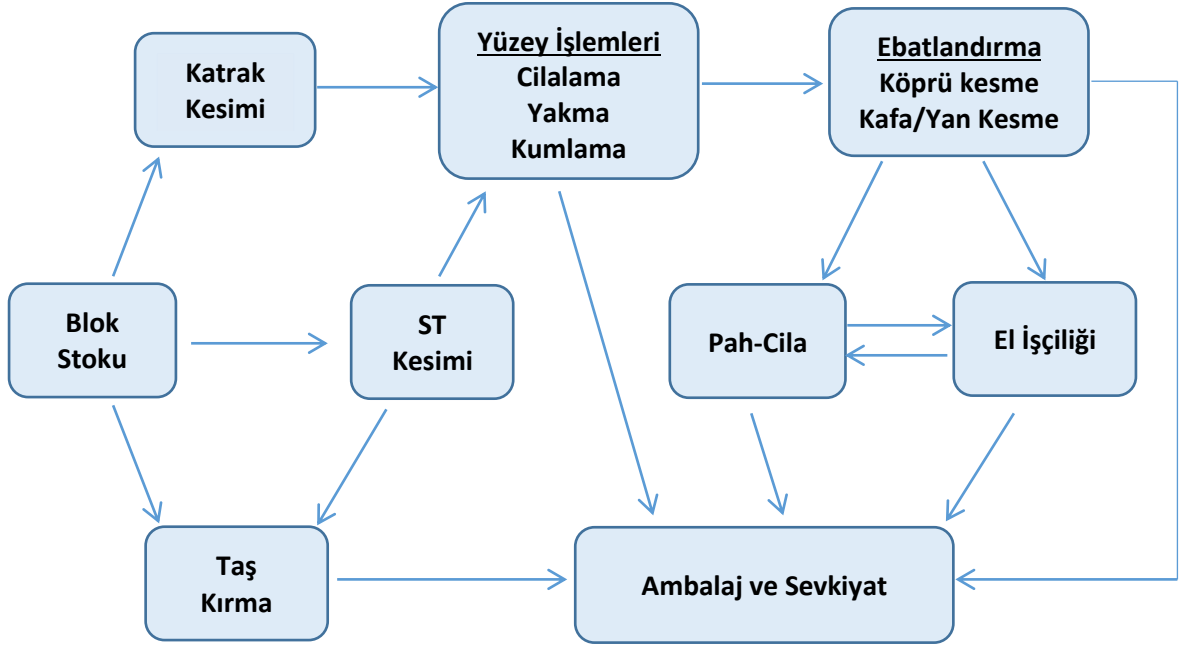 Katrak
Kesimi
Yüzey İşlemleri
Cilalama
Yakma
Kumlama
Ebatlandırma
Köprü kesme
Kafa/Yan Kesme
Blok
Stoku
ST
Kesimi
Pah-Cila
El İşçiliği
Taş
Kırma
Ambalaj ve Sevkiyat